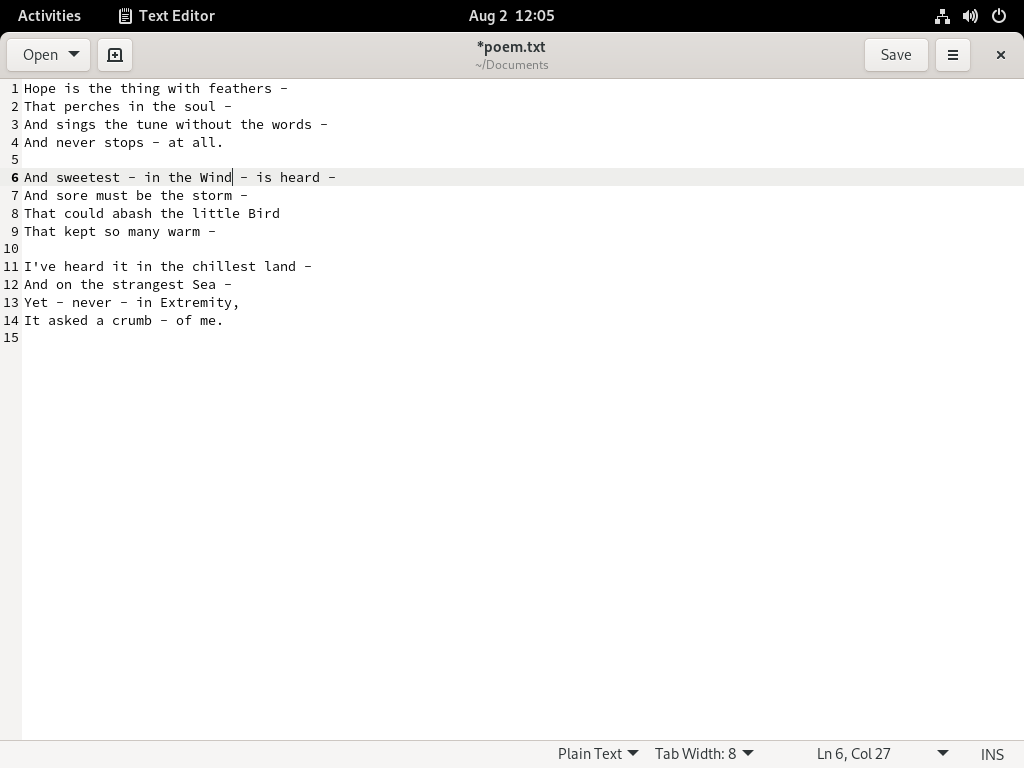 Activities
Text Editor
Aug 2 12:05
Open
*poem.txt
~/Documents
Save
1 Hope is the thing with feathers -
2 That perches in the soul -
3 And sings the tune without the words -
4 And never stops - at all.
5
6 And sweetest - in the Wind - is heard -
7 And sore must be the storm -
8 That could abash the little Bird
9 That kept so many warm -
10
11 I've heard it in the chillest land -
12 And on the strangest Sea -
13 Yet - never - in Extremity,
14 It asked a crumb - of me.
15
Plain Text
Tab Width: 8
Ln 6, Col 27
INS